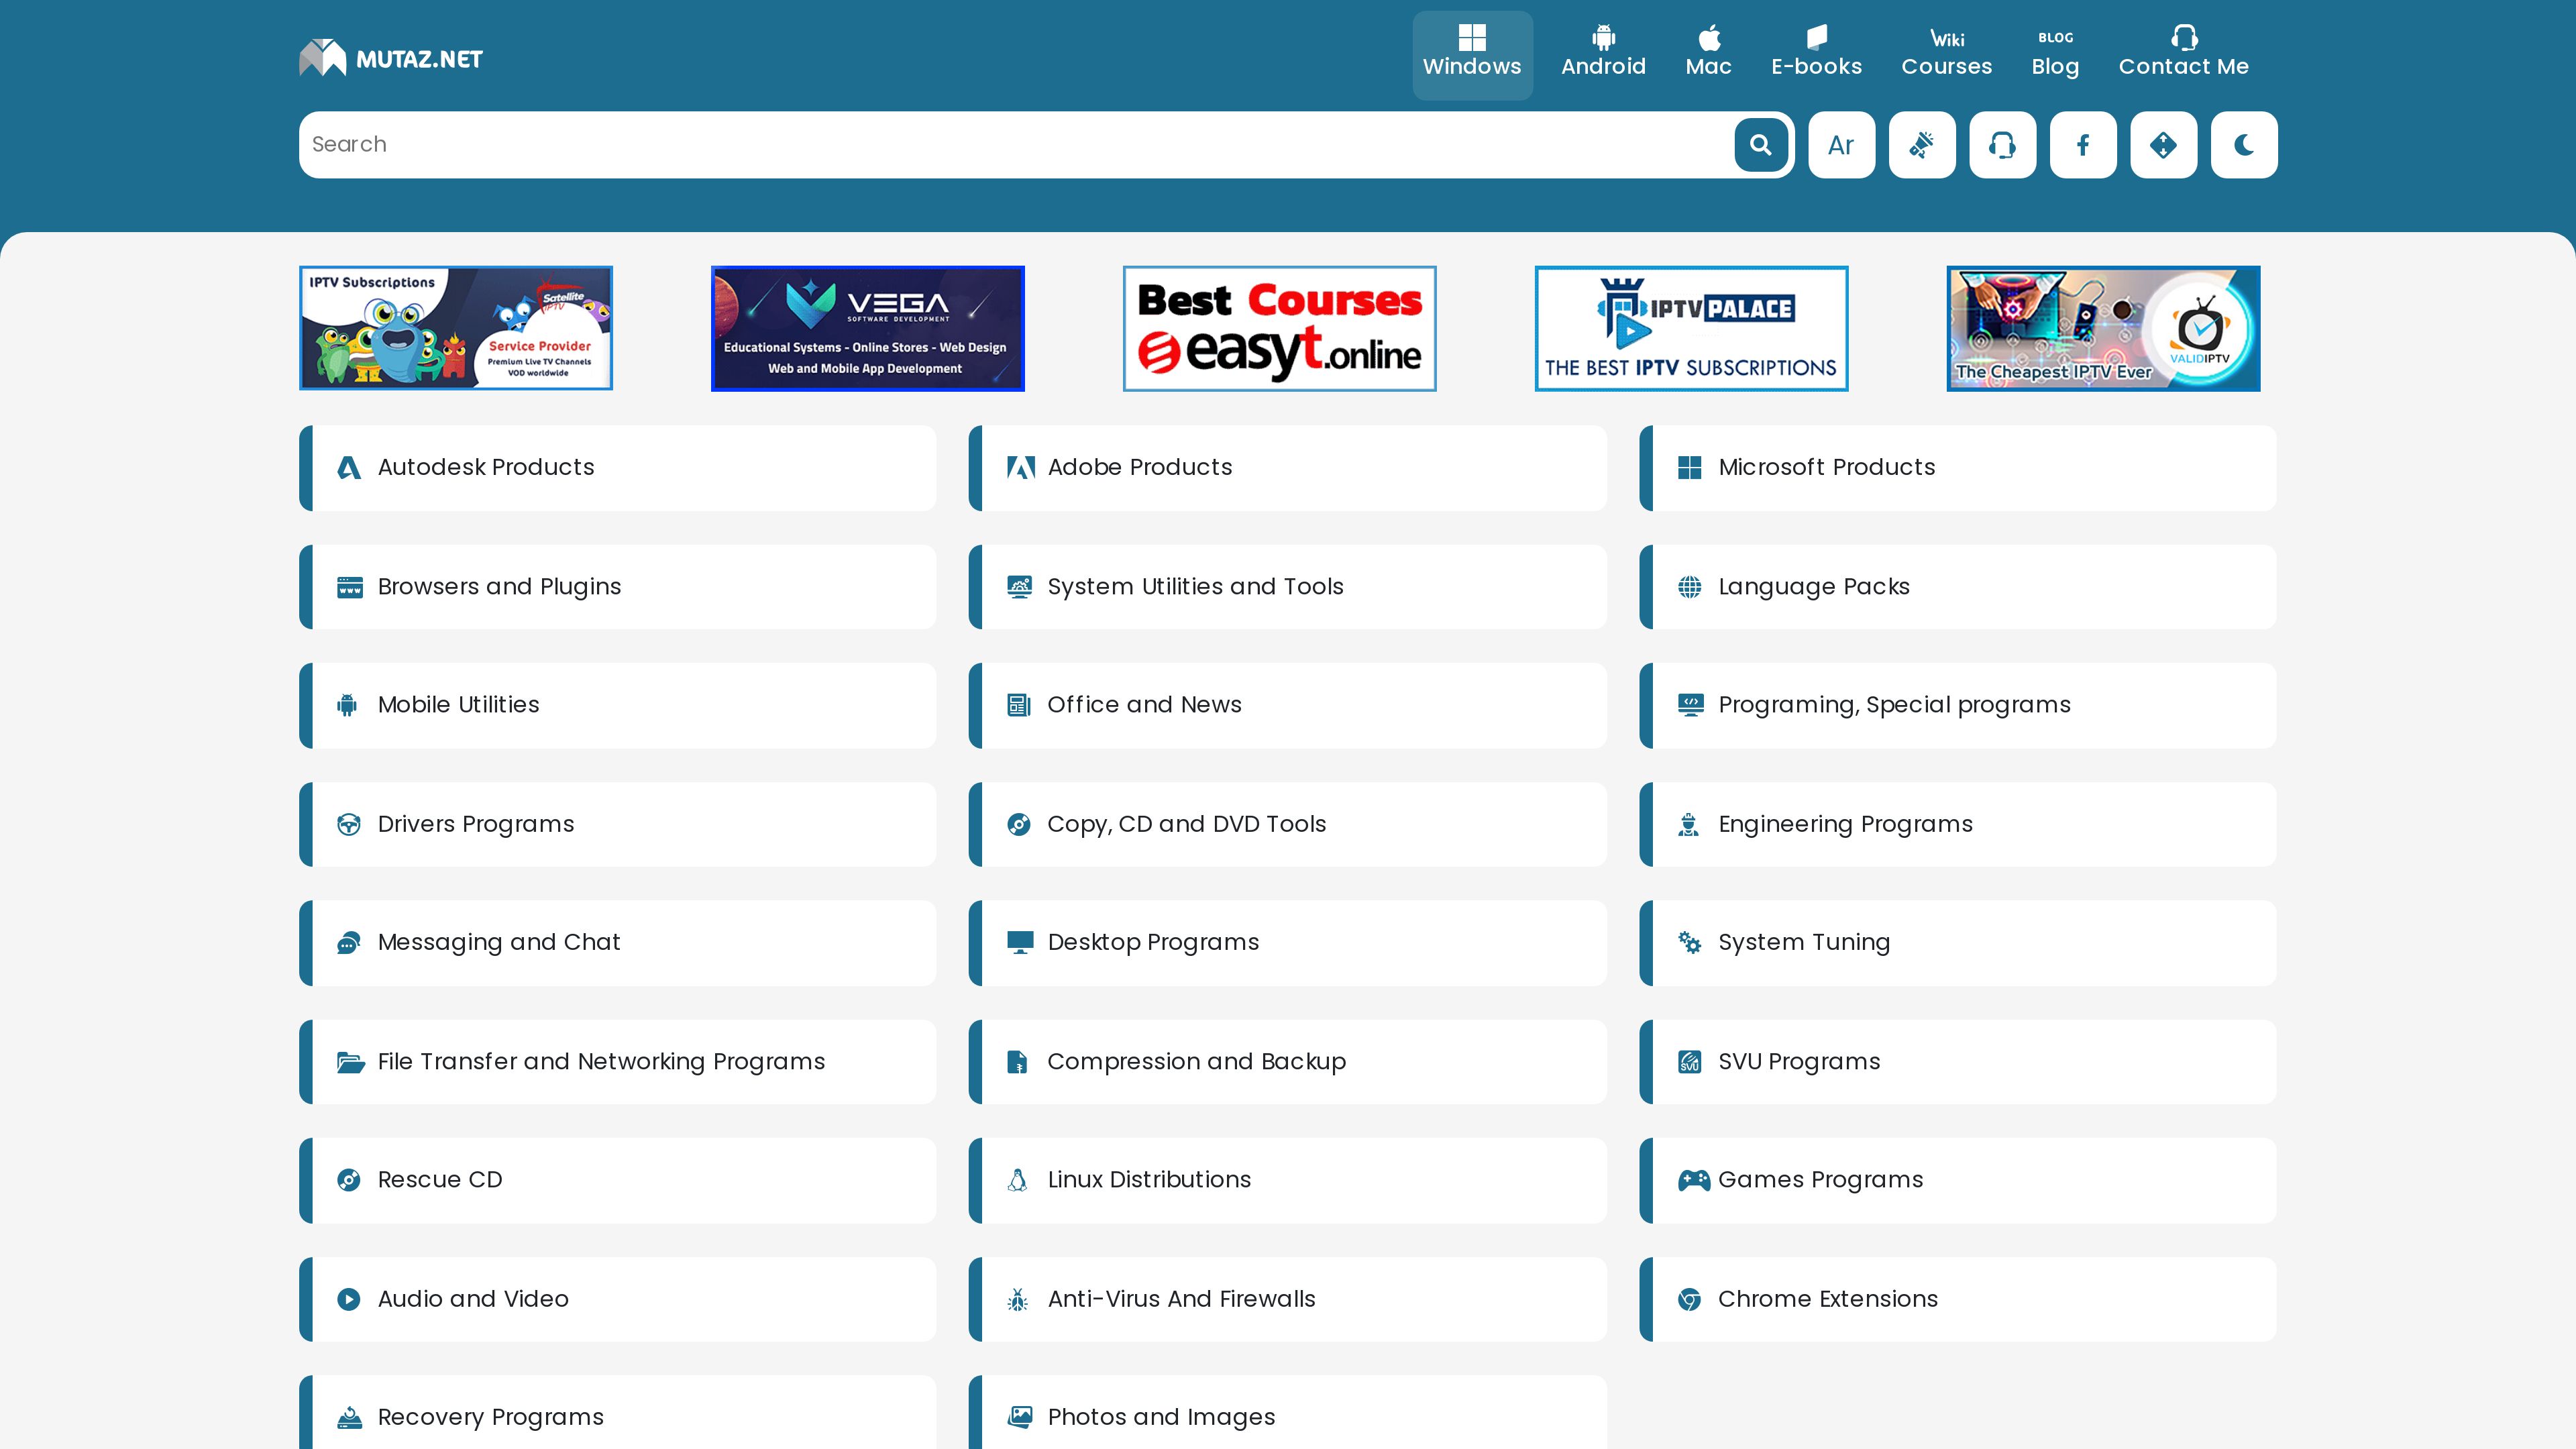 MUTAZ.NET
Windows
Android
Mac
E-books
Wiki
Courses
BLOG
Blog
Contact Me
Search
Ar
IPTV Subscriptions
Satellite
IPTV
Service Provider
Premium Live TV Channels
VOD worldwide
VEGA
SOFTWARE DEVELOPMENT
Educational Systems - Online Stores - Web Design
Web and Mobile App Development
Best Courses
easyt.online
IPTV PALACE
THE BEST IPTV SUBSCRIPTIONS
VALIDIPTV
The Cheapest IPTV Ever
Autodesk Products
Adobe Products
Microsoft Products
www
Browsers and Plugins
System Utilities and Tools
Language Packs
Mobile Utilities
Office and News
Programing, Special programs
Drivers Programs
Copy, CD and DVD Tools
Engineering Programs
Messaging and Chat
Desktop Programs
System Tuning
File Transfer and Networking Programs
Compression and Backup
SVU
SVU Programs
Rescue CD
Linux Distributions
Games Programs
Audio and Video
Anti-Virus And Firewalls
Chrome Extensions
Recovery Programs
Photos and Images